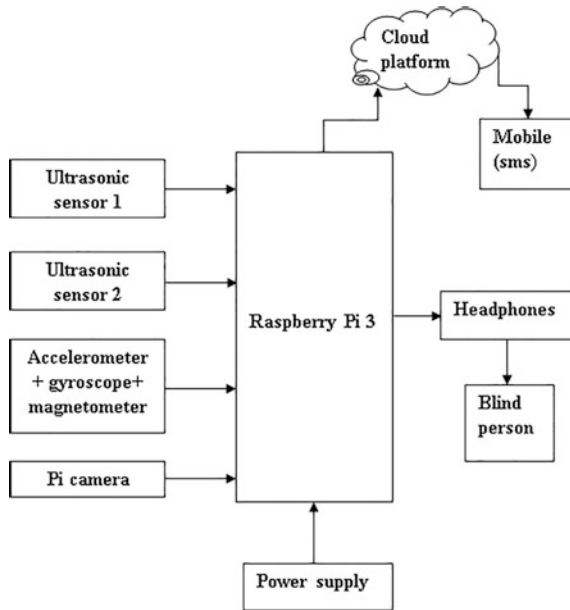 Cloud
platform
Mobile
(sms)
Ultrasonic
sensor 1
Ultrasonic
sensor 2
Accelerometer
+ gyroscope+
magnetometer
Pi camera
Raspberry Pi 3
Headphones
Blind
person
Power supply